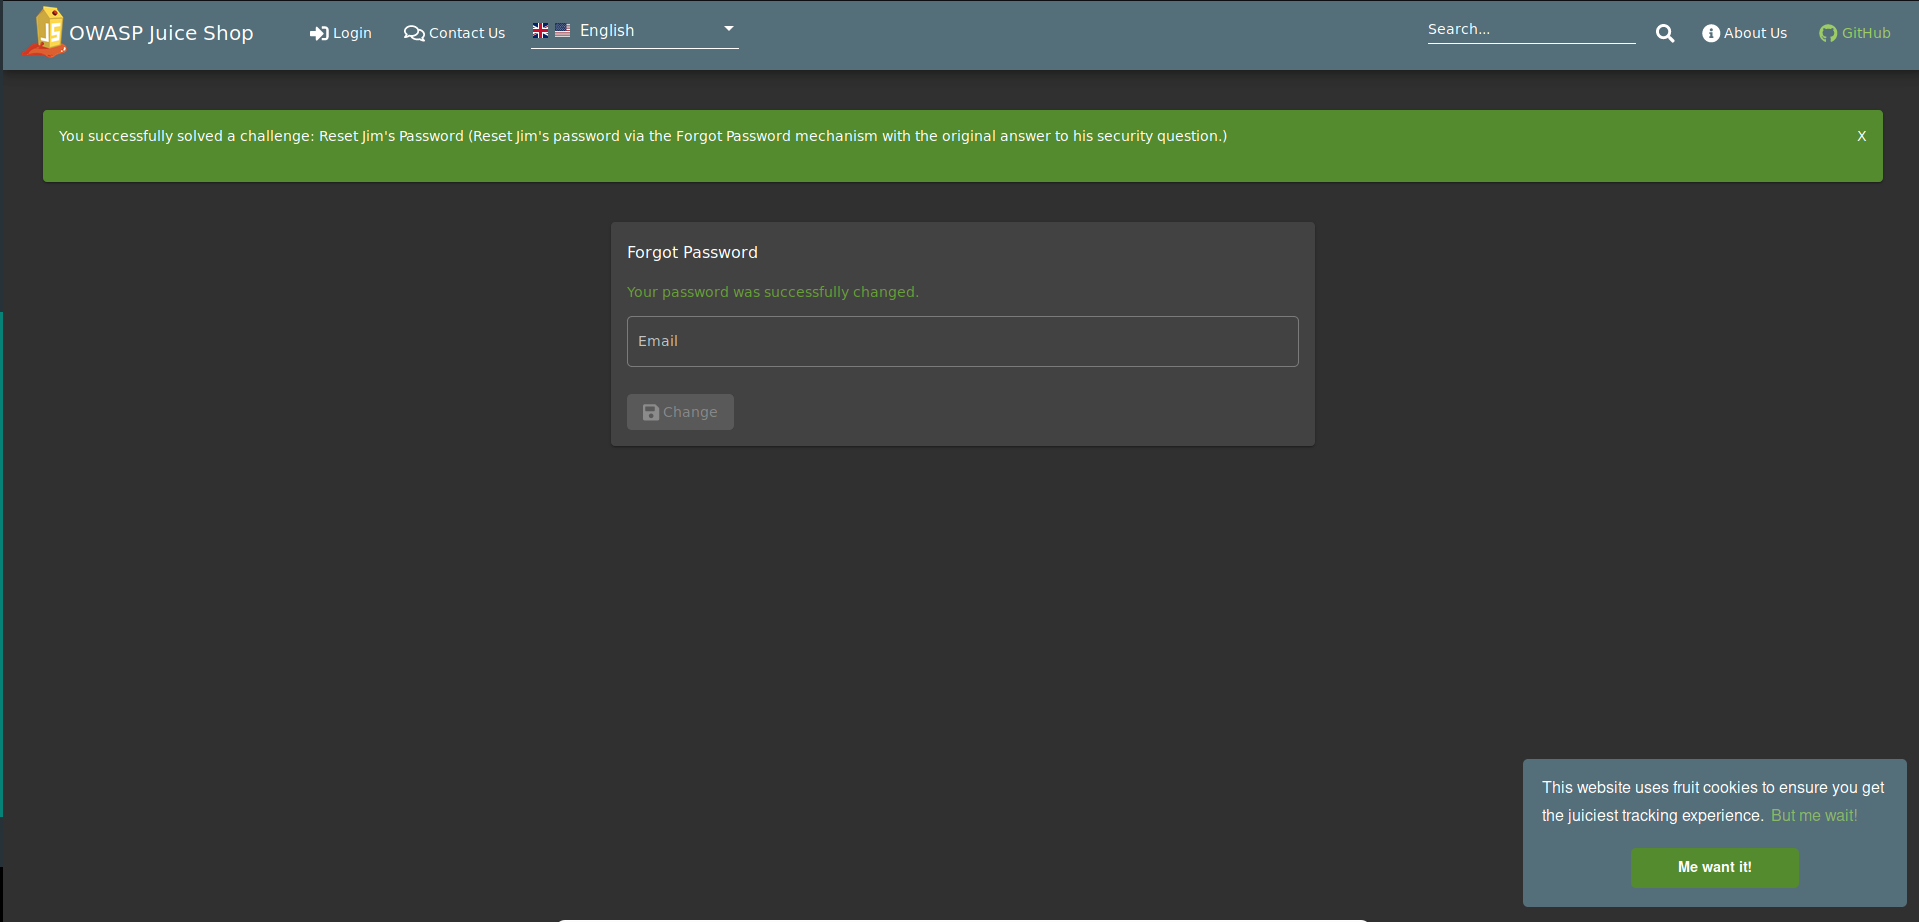 OWASP Juice Shop
Login
Contact Us
English
Search...
About Us
GitHub
You successfully solved a challenge: Reset Jim's Password (Reset Jim's password via the Forgot Password mechanism with the original answer to his security question.)
X
Forgot Password
Your password was successfully changed.
Email
Change
This website uses fruit cookies to ensure you get
the juiciest tracking experience. But me wait!
Me want it!